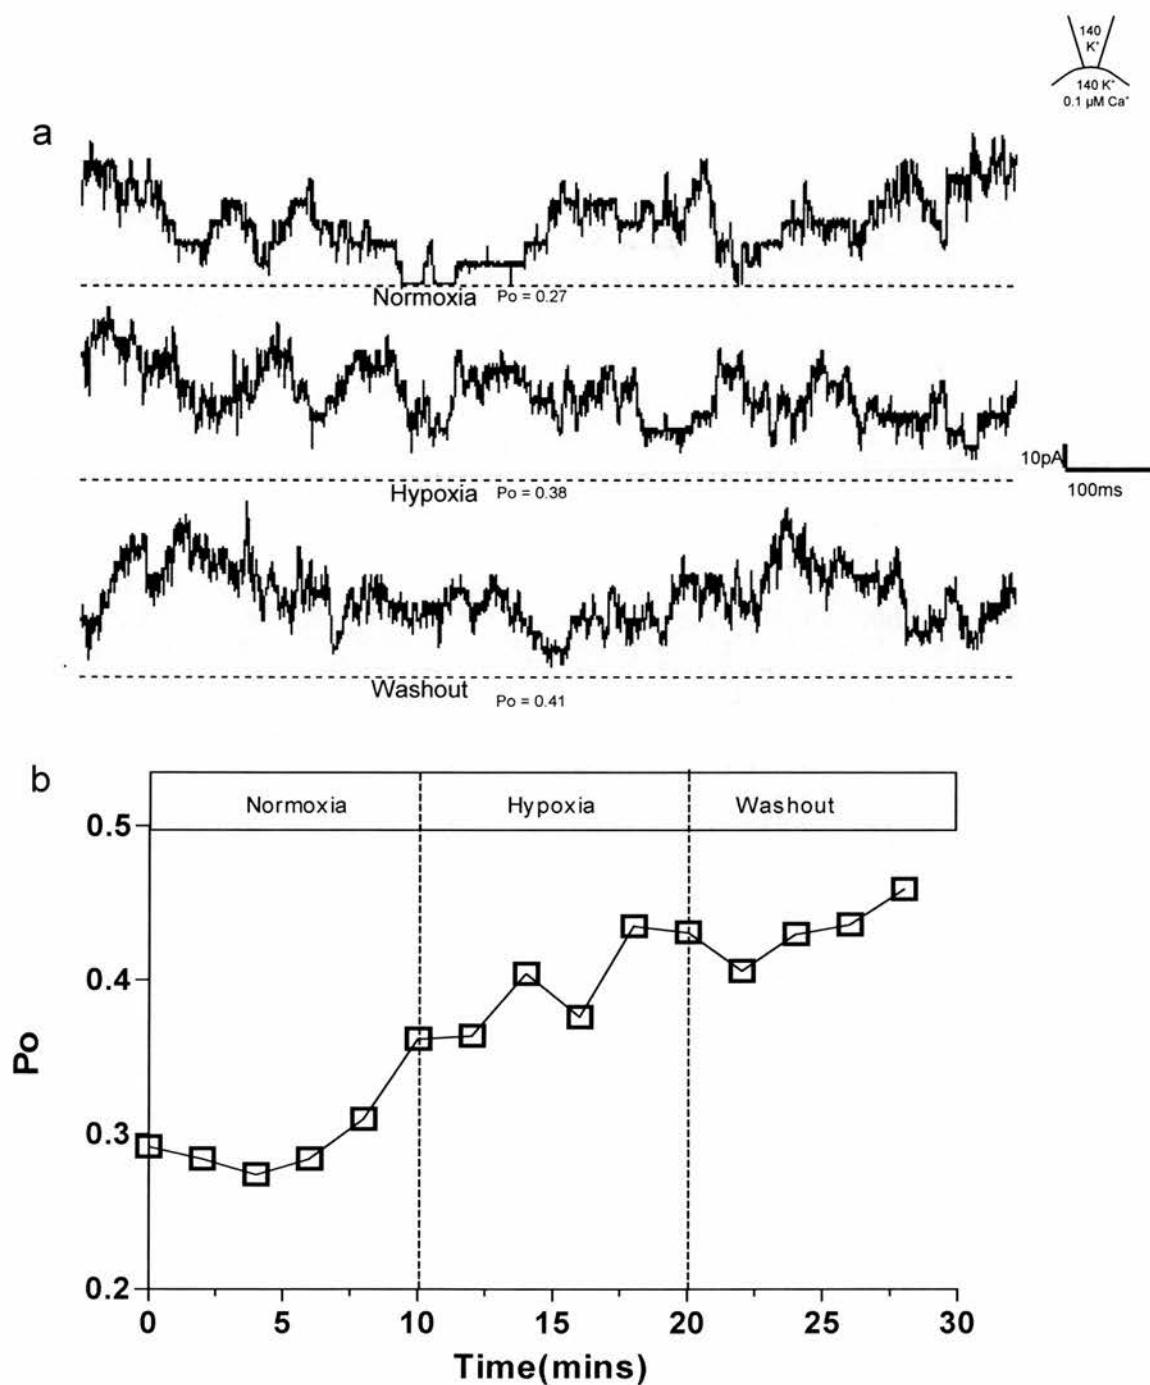 140
K⁺
140 K⁺
0.1 µM Ca⁺
a
Normoxia Po = 0.27
Hypoxia Po = 0.38
10pA
100ms
Washout Po = 0.41
b
Normoxia Hypoxia Washout
0.5
0.4
0.3
0.2
Po
0 5 10 15 20 25 30
Time(mins)